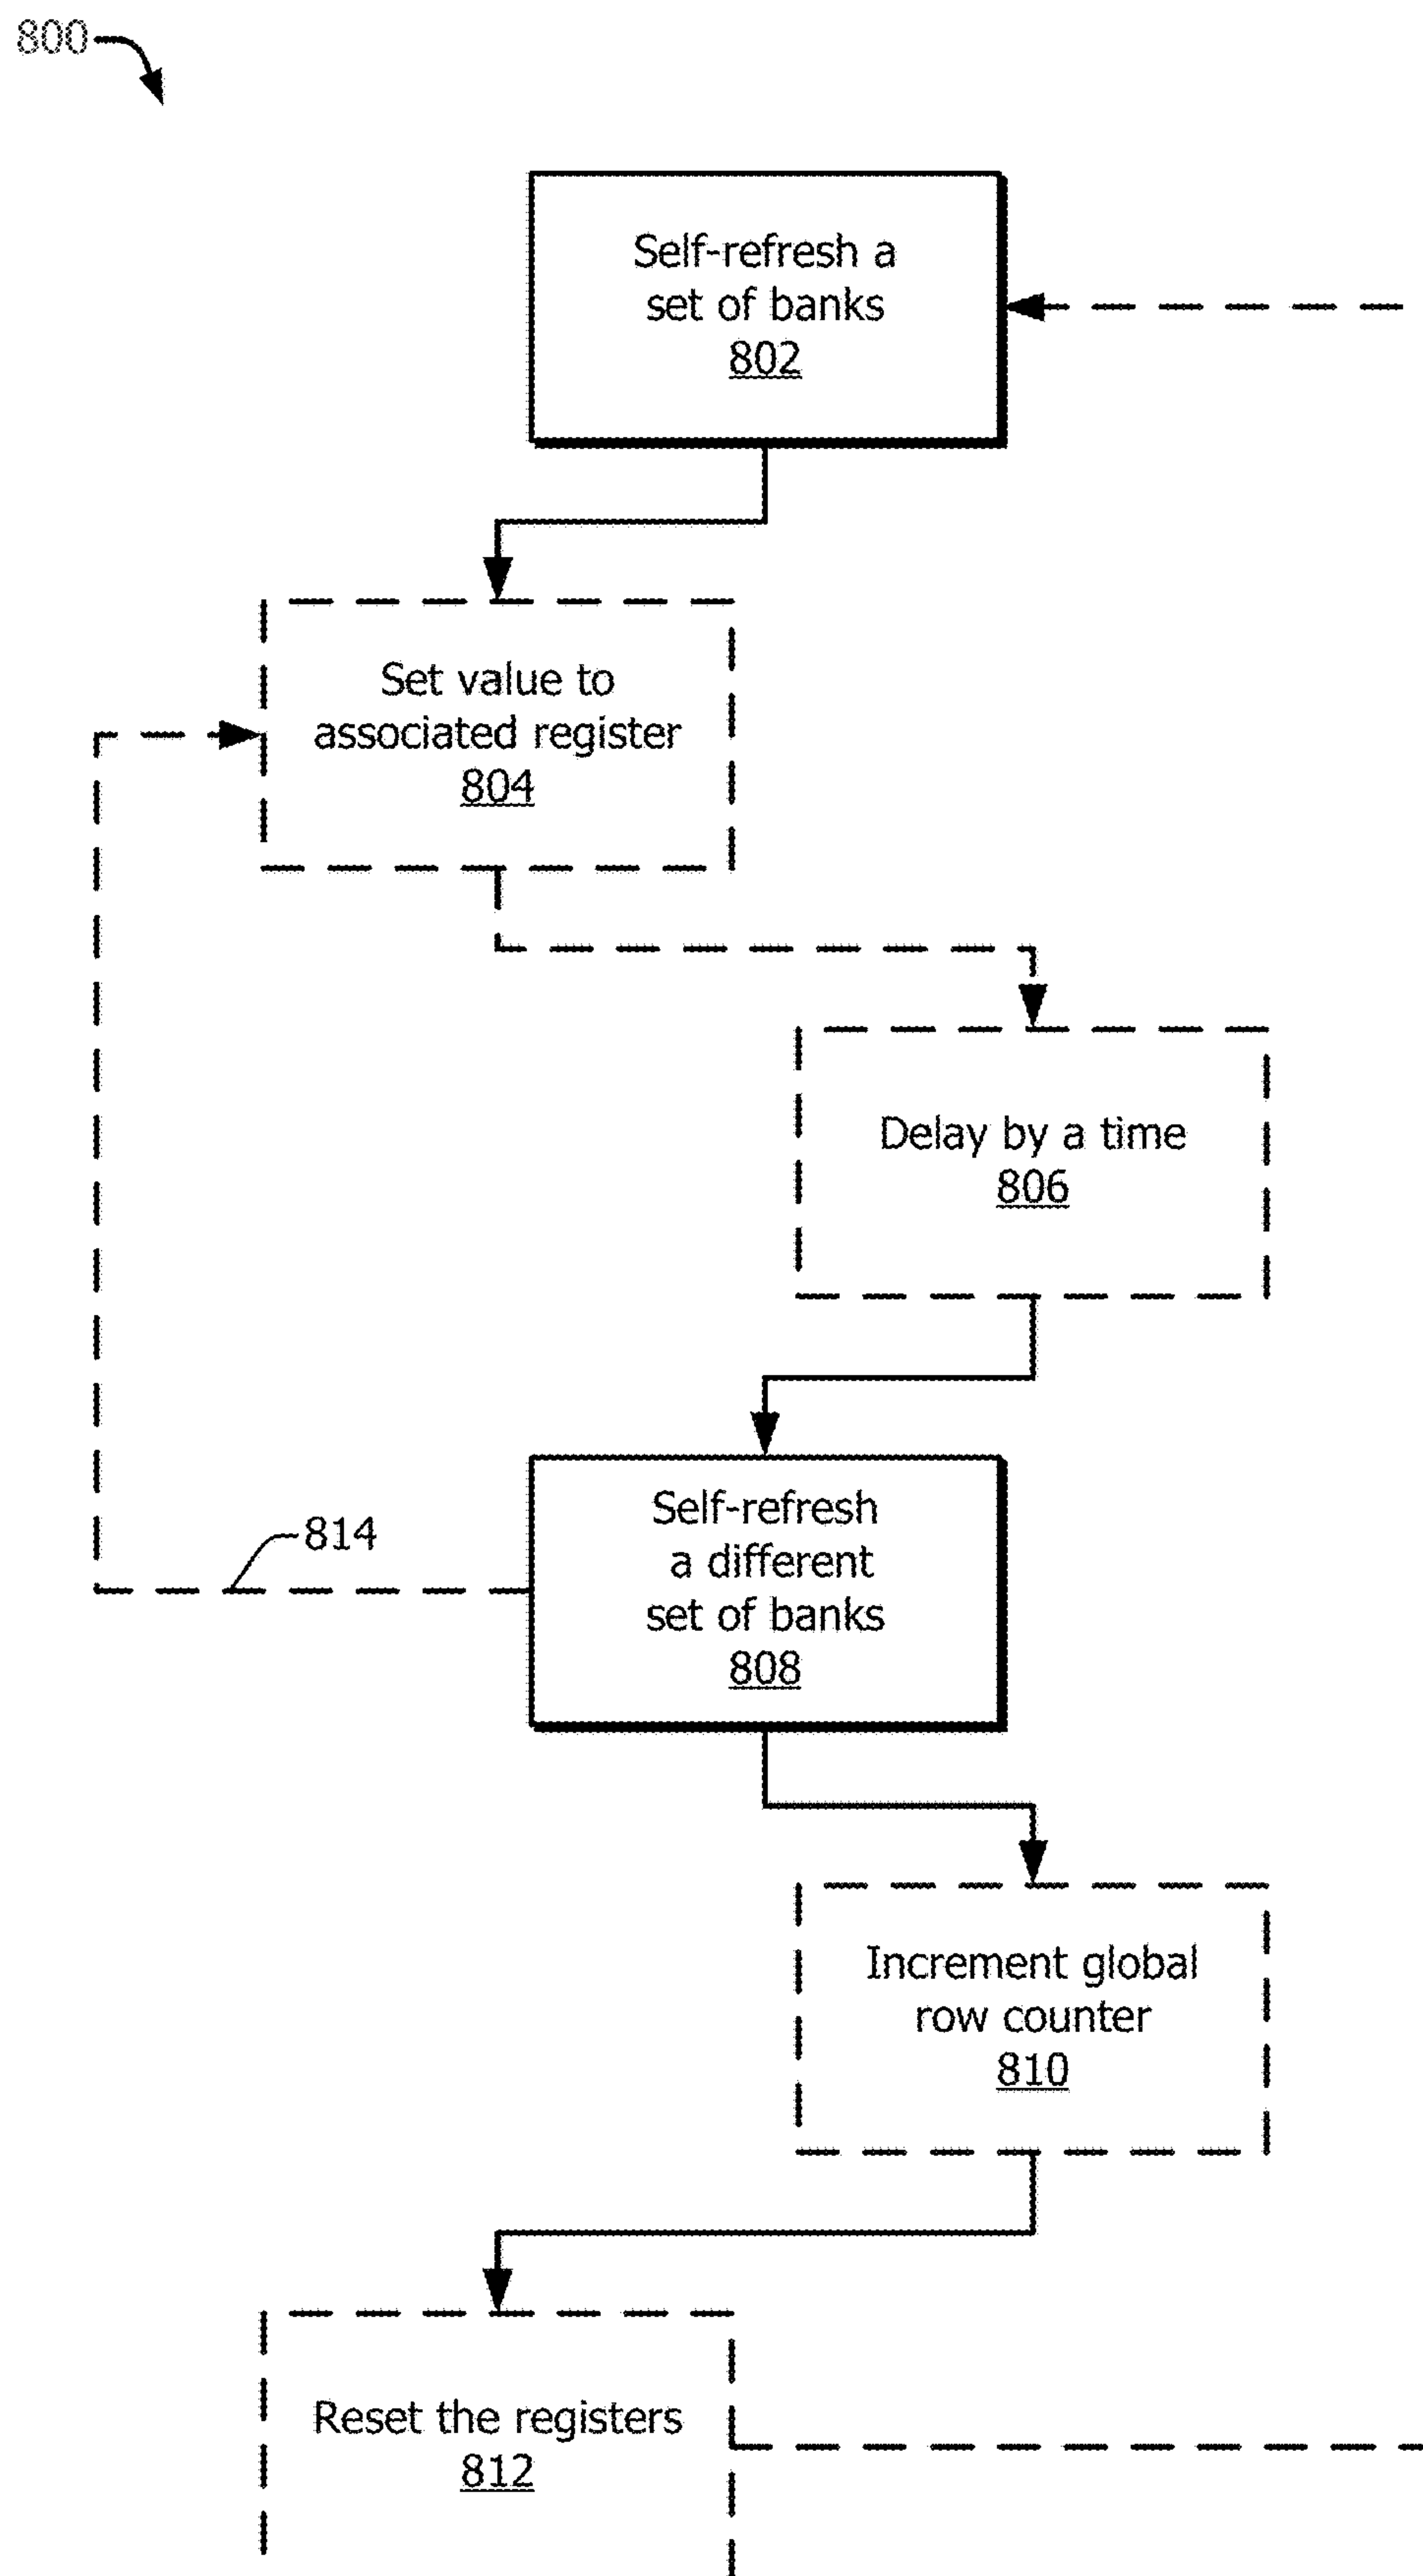 800
Self-refresh a
set of banks
802
Set value to
associated register
804
Delay by a time
806
Self-refresh
a different
set of banks
808
814
Increment global
row counter
810
Reset the registers
812